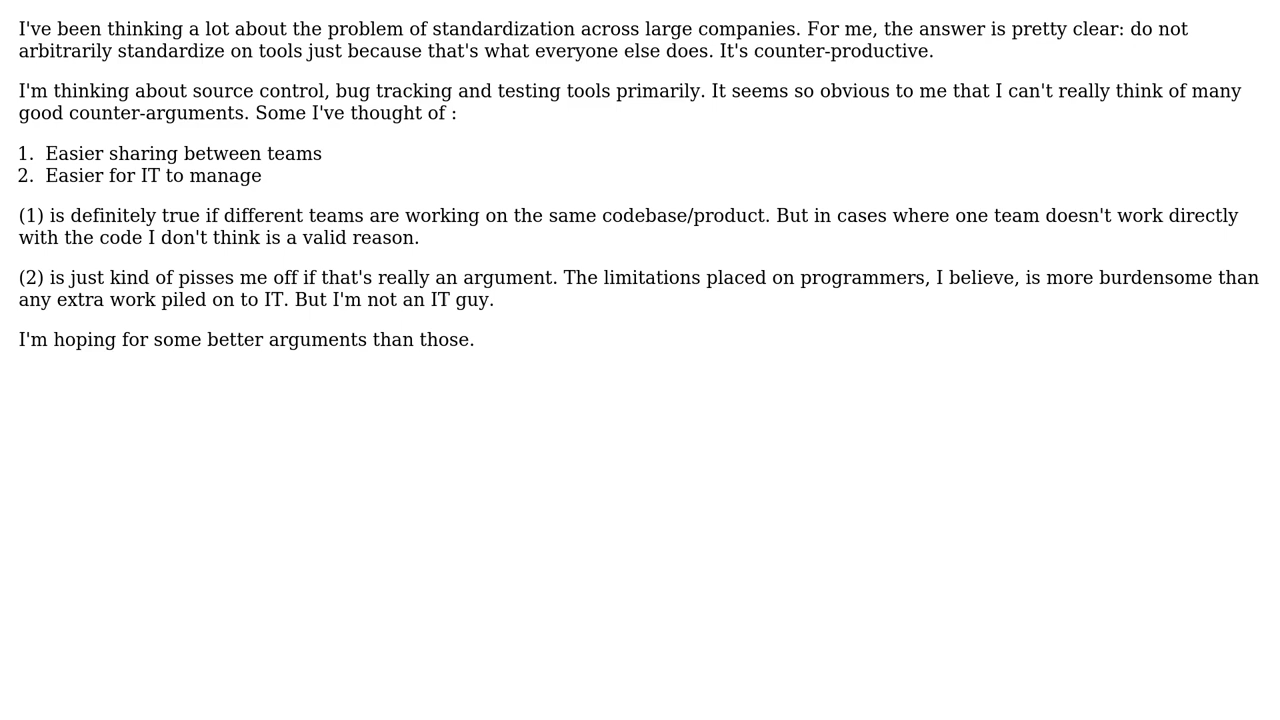 I've been thinking a lot about the problem of standardization across large companies. For me, the answer is pretty clear: do not
arbitrarily standardize on tools just because that's what everyone else does. It's counter-productive.
I'm thinking about source control, bug tracking and testing tools primarily. It seems so obvious to me that I can't really think of many
good counter-arguments. Some I've thought of :
1. Easier sharing between teams
2. Easier for IT to manage
(1) is definitely true if different teams are working on the same codebase/product. But in cases where one team doesn't work directly
with the code I don't think is a valid reason.
(2) is just kind of pisses me off if that's really an argument. The limitations placed on programmers, I believe, is more burdensome than
any extra work piled on to IT. But I'm not an IT guy.
I'm hoping for some better arguments than those.